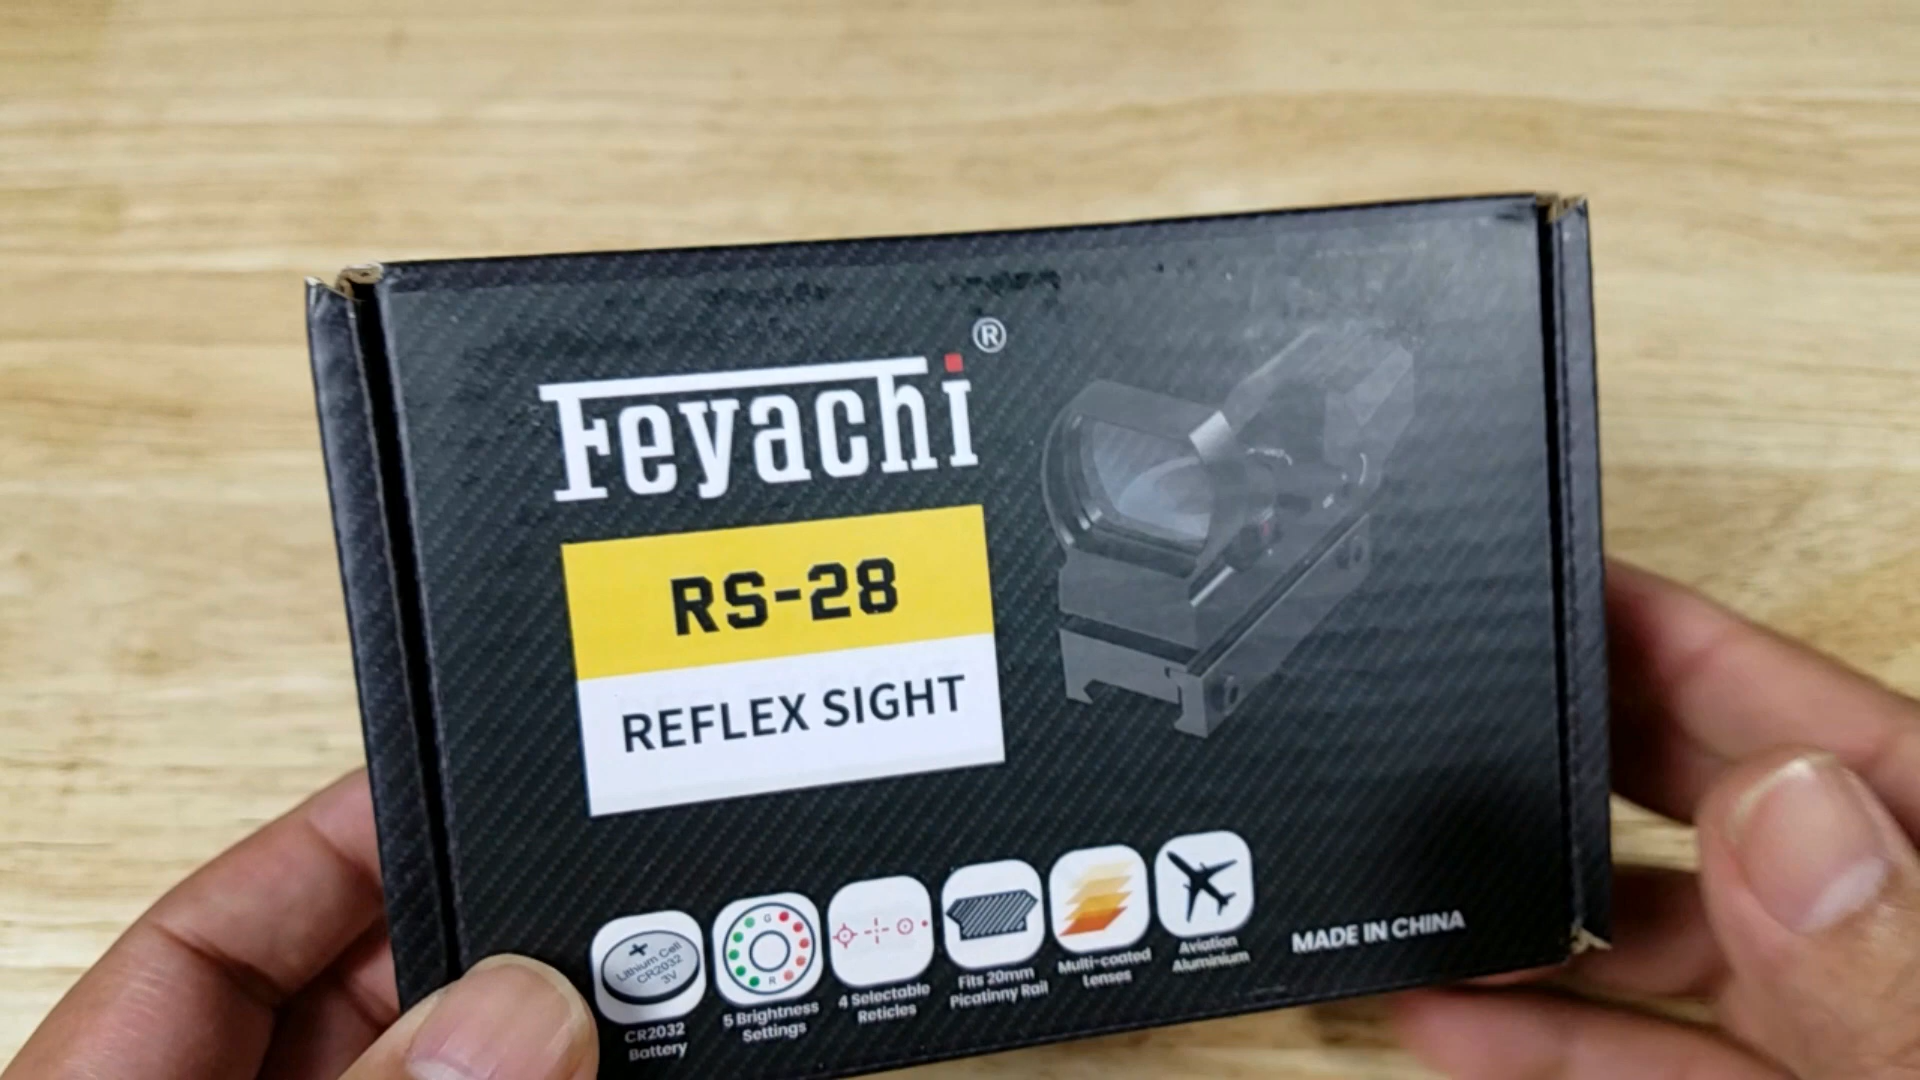 Feyachi®
RS-28
REFLEX SIGHT
Lithium Cell
CR2032
3V
G
R
CR2032
Battery
5 Brightness
Settings
4 Selectable
Reticles
Fits 20mm
Picatinny Rail
Multi-coated
Lenses
Aviation
Aluminium
MADE IN CHINA